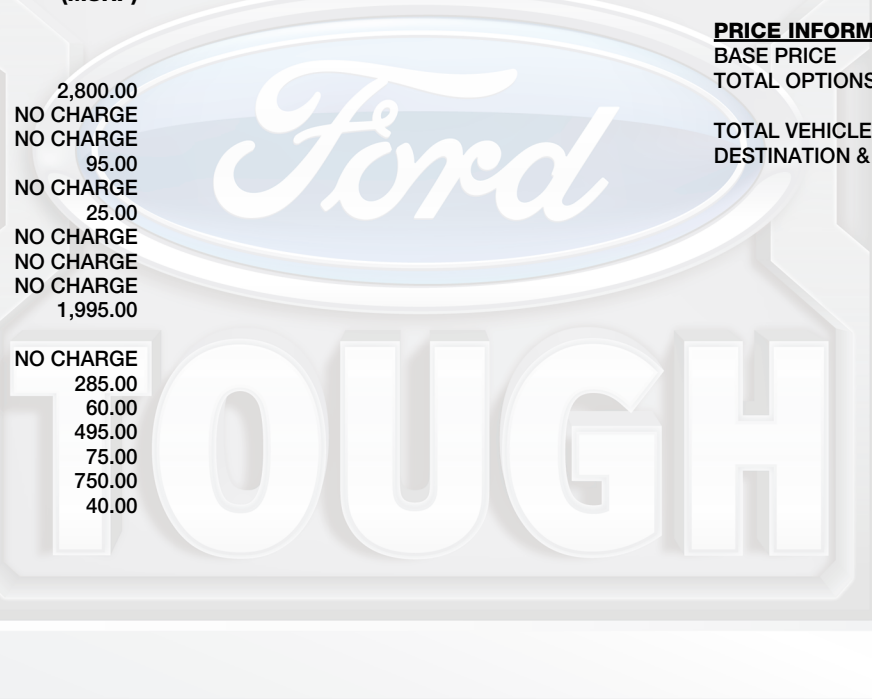 2,800.00
NO CHARGE
NO CHARGE
95.00
NO CHARGE
25.00
NO CHARGE
NO CHARGE
NO CHARGE
1,995.00
NO CHARGE
285.00
60.00
495.00
75.00
750.00
40.00
PRICE INFORM
BASE PRICE
TOTAL OPTIONS
TOTAL VEHICLE
DESTINATION &
Ford
TOUGH